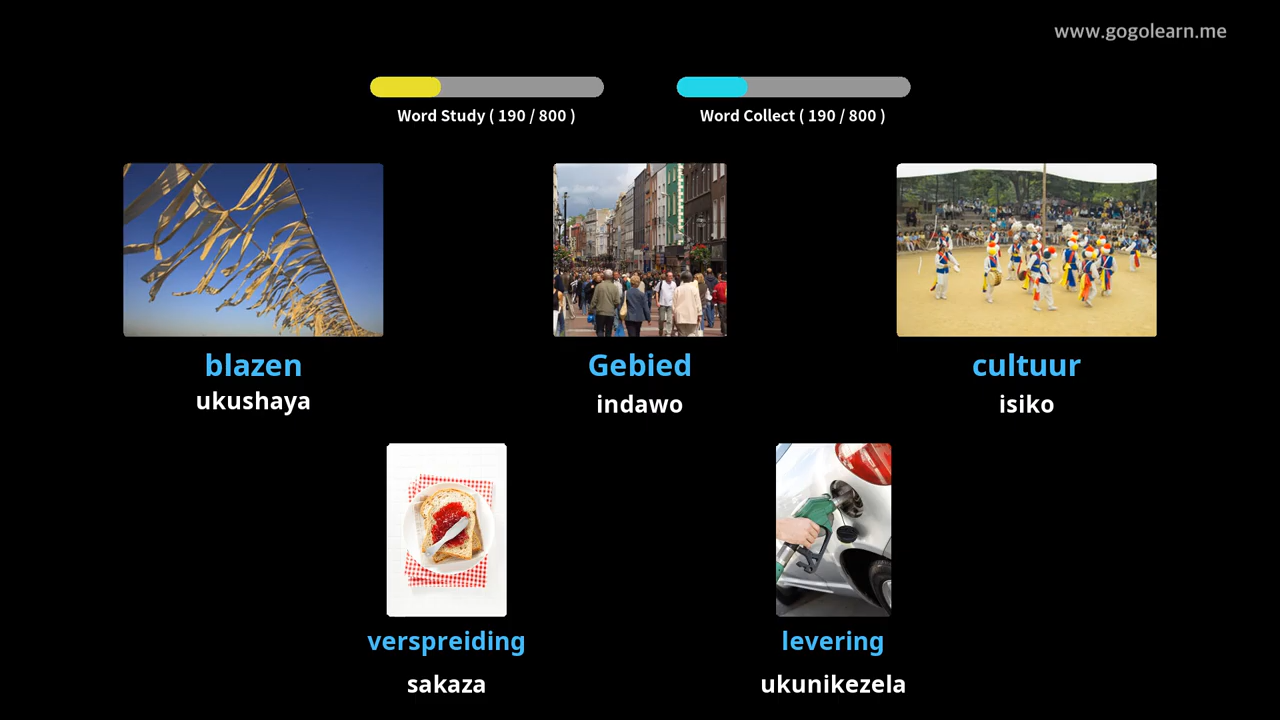 www.gogolearn.me
Word Study ( 190 / 800 )
Word Collect ( 190 / 800 )
blazen
ukushaya
Gebied
indawo
cultuur
isiko
verspreiding
sakaza
levering
ukunikezela